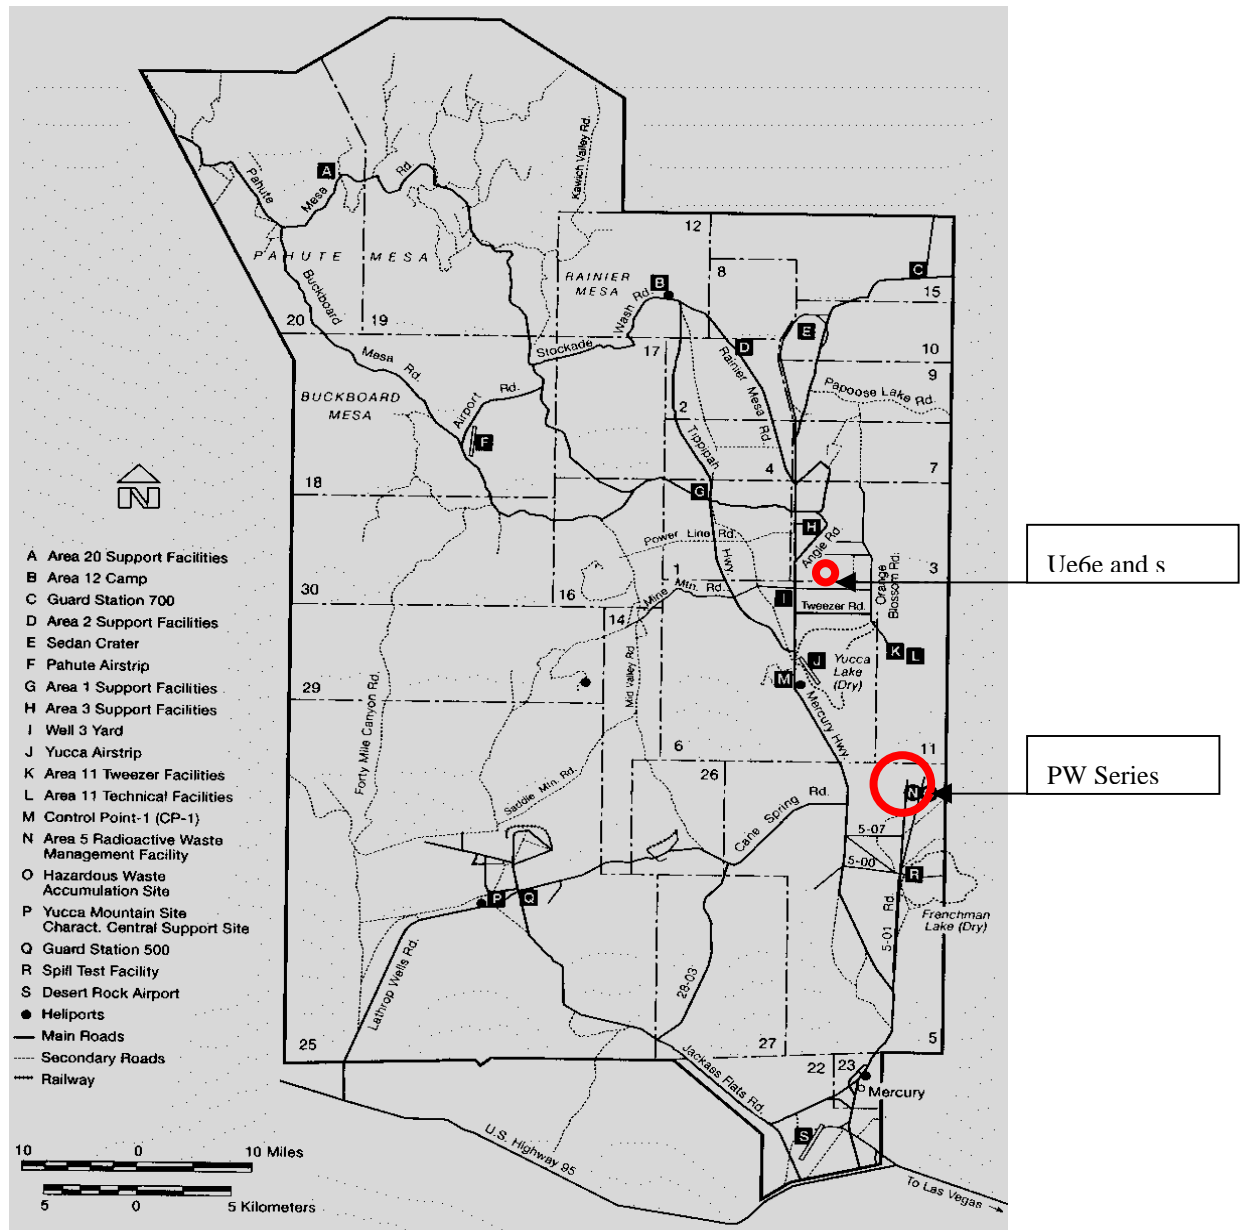 Kawich Valley Rd.
A
Pahute
Mesa
Rd.
12
C
PAHUTE MESA
8
RAINIER
MESA
B
15
Buckboard
Wash Rd.
E
20
19
Stockade
17
D
10
Mesa
Rd.
Rainier
Mesa
Rd.
9
Papoose Lake Rd.
BUCKBOARD
MESA
Airport
Rd.
2
F
Tippipah
4
7
N
18
G
H
Power Line Rd.
Angle Rd.
Hwy.
Orange
Blossom Rd.
3
Ue6e and s
A Area 20 Support Facilities
B Area 12 Camp
C Guard Station 700
D Area 2 Support Facilities
E Sedan Crater
F Pahute Airstrip
G Area 1 Support Facilities
H Area 3 Support Facilities
I Well 3 Yard
J Yucca Airstrip
K Area 11 Tweezer Facilities
L Area 11 Technical Facilities
M Control Point-1 (CP-1)
N Area 5 Radioactive Waste
Management Facility
O Hazardous Waste
Accumulation Site
P Yucca Mountain Site
Charact. Central Support Site
Q Guard Station 500
R Spill Test Facility
S Desert Rock Airport
Heliports
Main Roads
Secondary Roads
Railway
1
Mine Mtn. Rd.
30
16
I
Tweezer Rd.
14
K
L
J
Yucca
Lake
(Dry)
29
Mid Valley Rd.
M
Forty Mile Canyon Rd.
Mercury Hwy
6
11
26
PW Series
Saddle Mtn. Rd.
N
Cane Spring
Rd.
5-07
5-00
R
P
Q
Frenchman
Lake (Dry)
5-01 Rd.
Lathrop Wells Rd.
28-03
25
27
5
Jackass Flats Rd.
22
23
Mercury
S
U.S. Highway 95
To Las Vegas
10 0 10 Miles
5 0 5 Kilometers